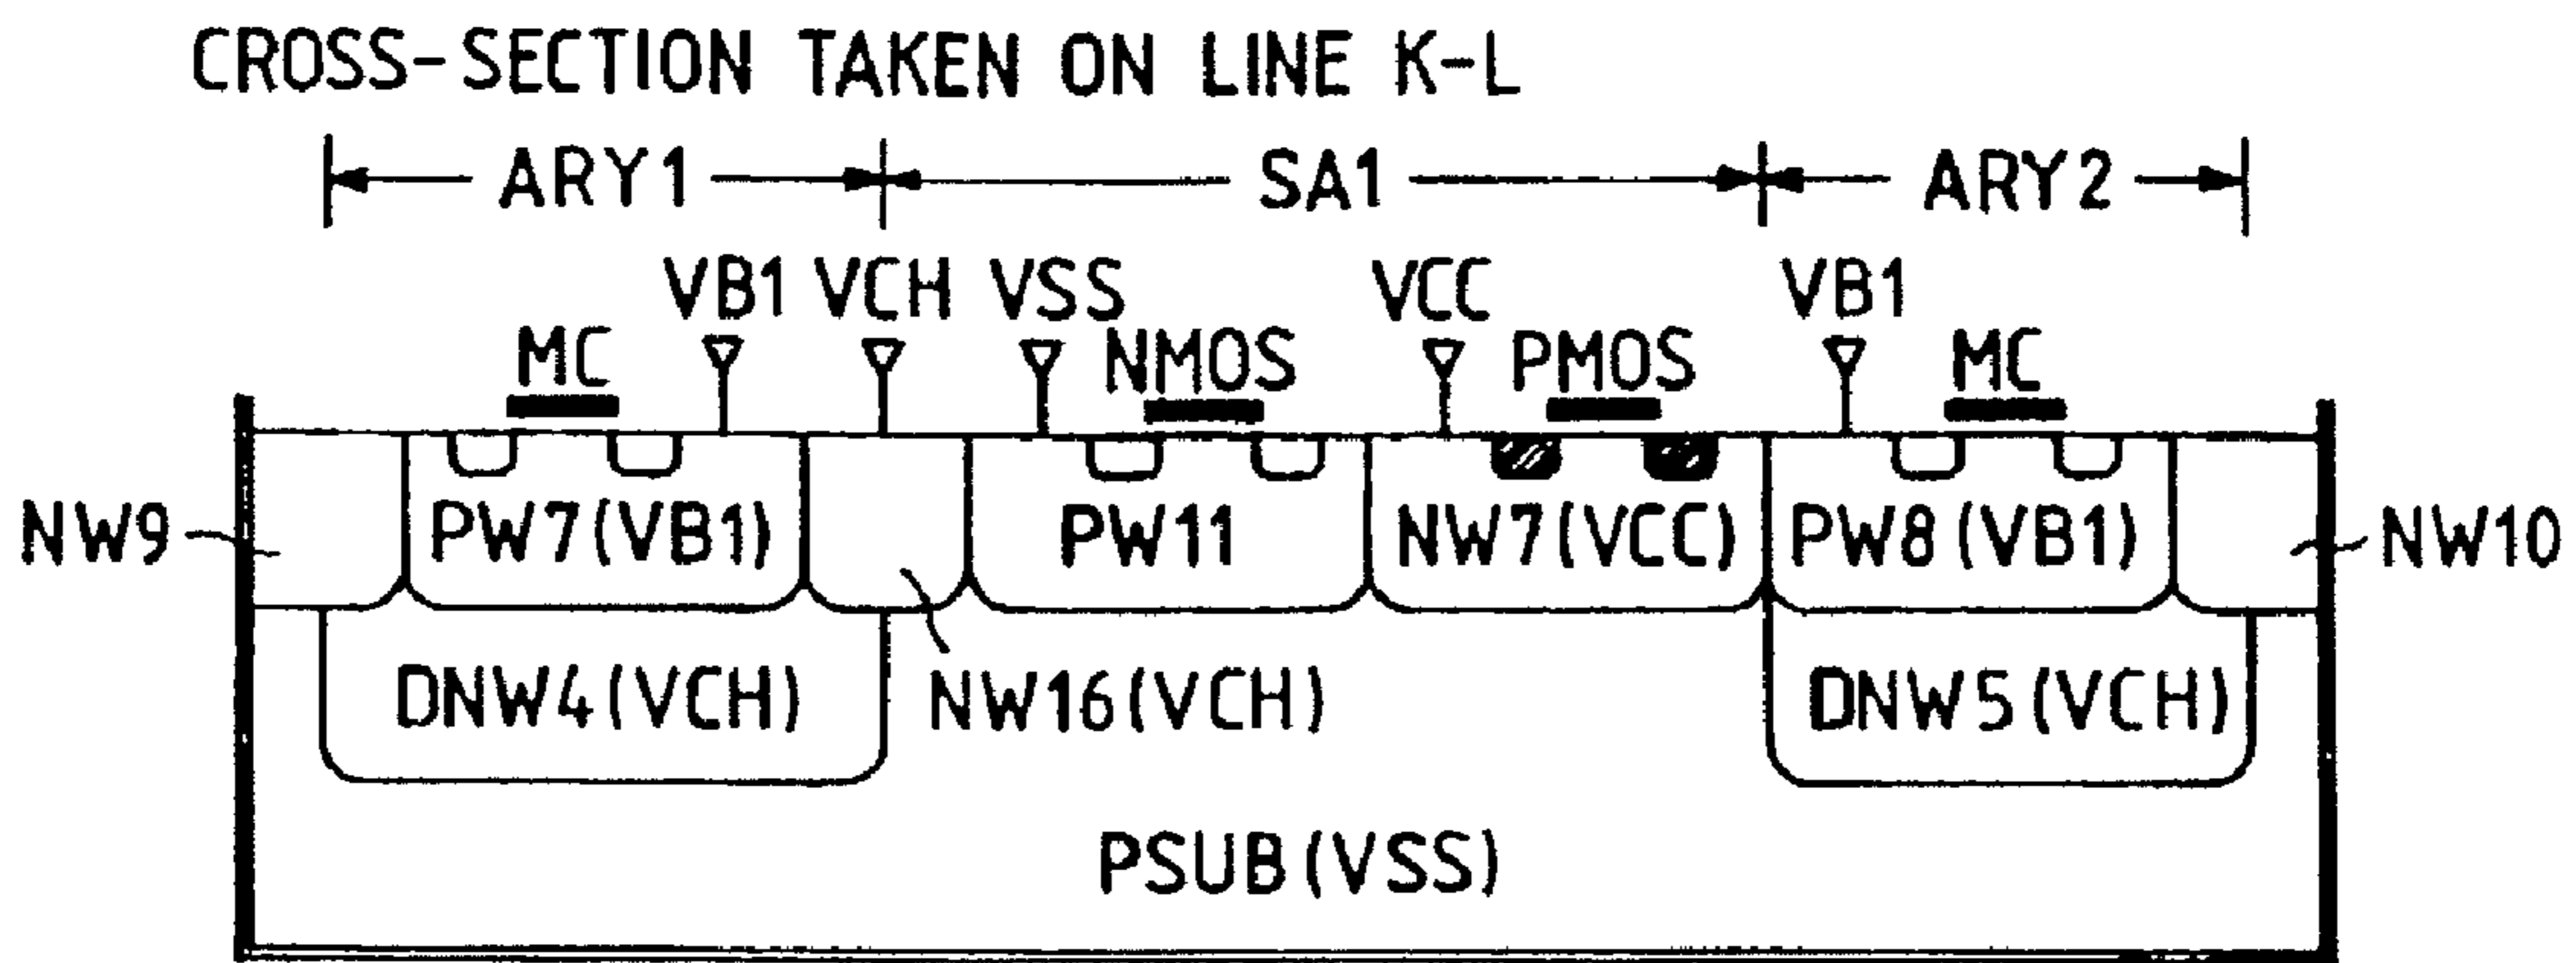 CROSS-SECTION TAKEN ON LINE K-L
ARY1 SA1 ARY2
VB1 VCH VSS VCC VB1
MC NMOS PMOS MC
NW9 PW7(VB1) PW11 NW7(VCC) PW8(VB1) NW10
DNW4(VCH) NW16(VCH) DNW5(VCH)
PSUB(VSS)